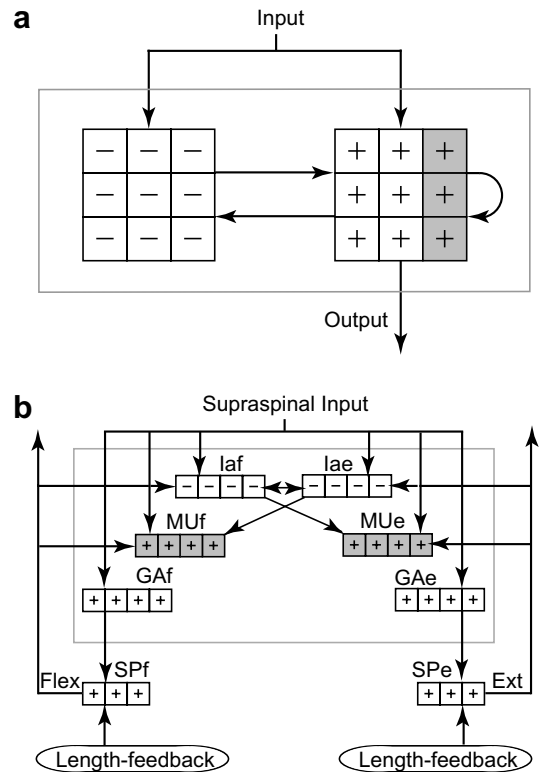 a
Input
− − − + + +
− − − + + +
− − − + + +
Output
b
Supraspinal Input
Iaf Iae
− − − − − − − −
MUf MUe
+ + + + + + + +
GAf GAe
+ + + + + + + +
Flex SPf SPe Ext
+ + + + + +
Length-feedback Length-feedback